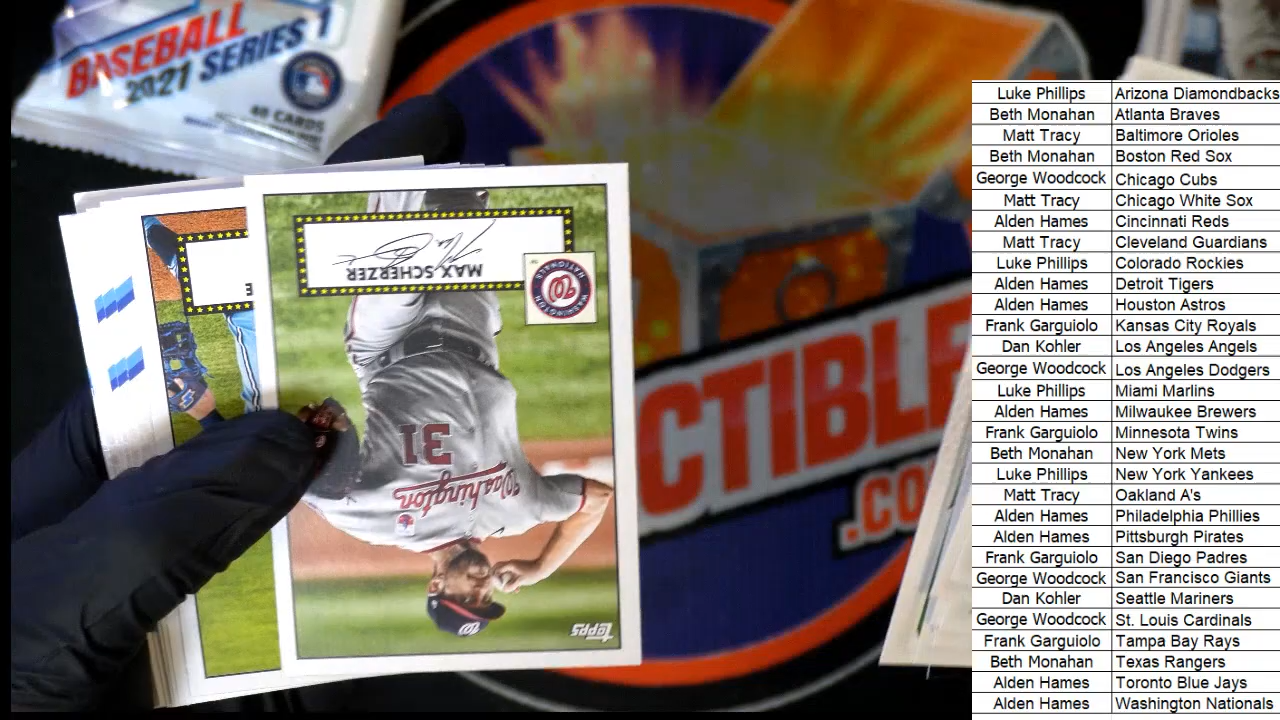 BASEBALL
2021 SERIES 1
40 CARDS
MAX SCHERZER
WASHINGTON
NATIONALS
W
31
Washington
W
topps
CTIBLE
.CO
Luke Phillips Arizona Diamondbacks
Beth Monahan Atlanta Braves
Matt Tracy Baltimore Orioles
Beth Monahan Boston Red Sox
George Woodcock Chicago Cubs
Matt Tracy Chicago White Sox
Alden Hames Cincinnati Reds
Matt Tracy Cleveland Guardians
Luke Phillips Colorado Rockies
Alden Hames Detroit Tigers
Alden Hames Houston Astros
Frank Garguiolo Kansas City Royals
Dan Kohler Los Angeles Angels
George Woodcock Los Angeles Dodgers
Luke Phillips Miami Marlins
Alden Hames Milwaukee Brewers
Frank Garguiolo Minnesota Twins
Beth Monahan New York Mets
Luke Phillips New York Yankees
Matt Tracy Oakland A's
Alden Hames Philadelphia Phillies
Alden Hames Pittsburgh Pirates
Frank Garguiolo San Diego Padres
George Woodcock San Francisco Giants
Dan Kohler Seattle Mariners
George Woodcock St. Louis Cardinals
Frank Garguiolo Tampa Bay Rays
Beth Monahan Texas Rangers
Alden Hames Toronto Blue Jays
Alden Hames Washington Nationals